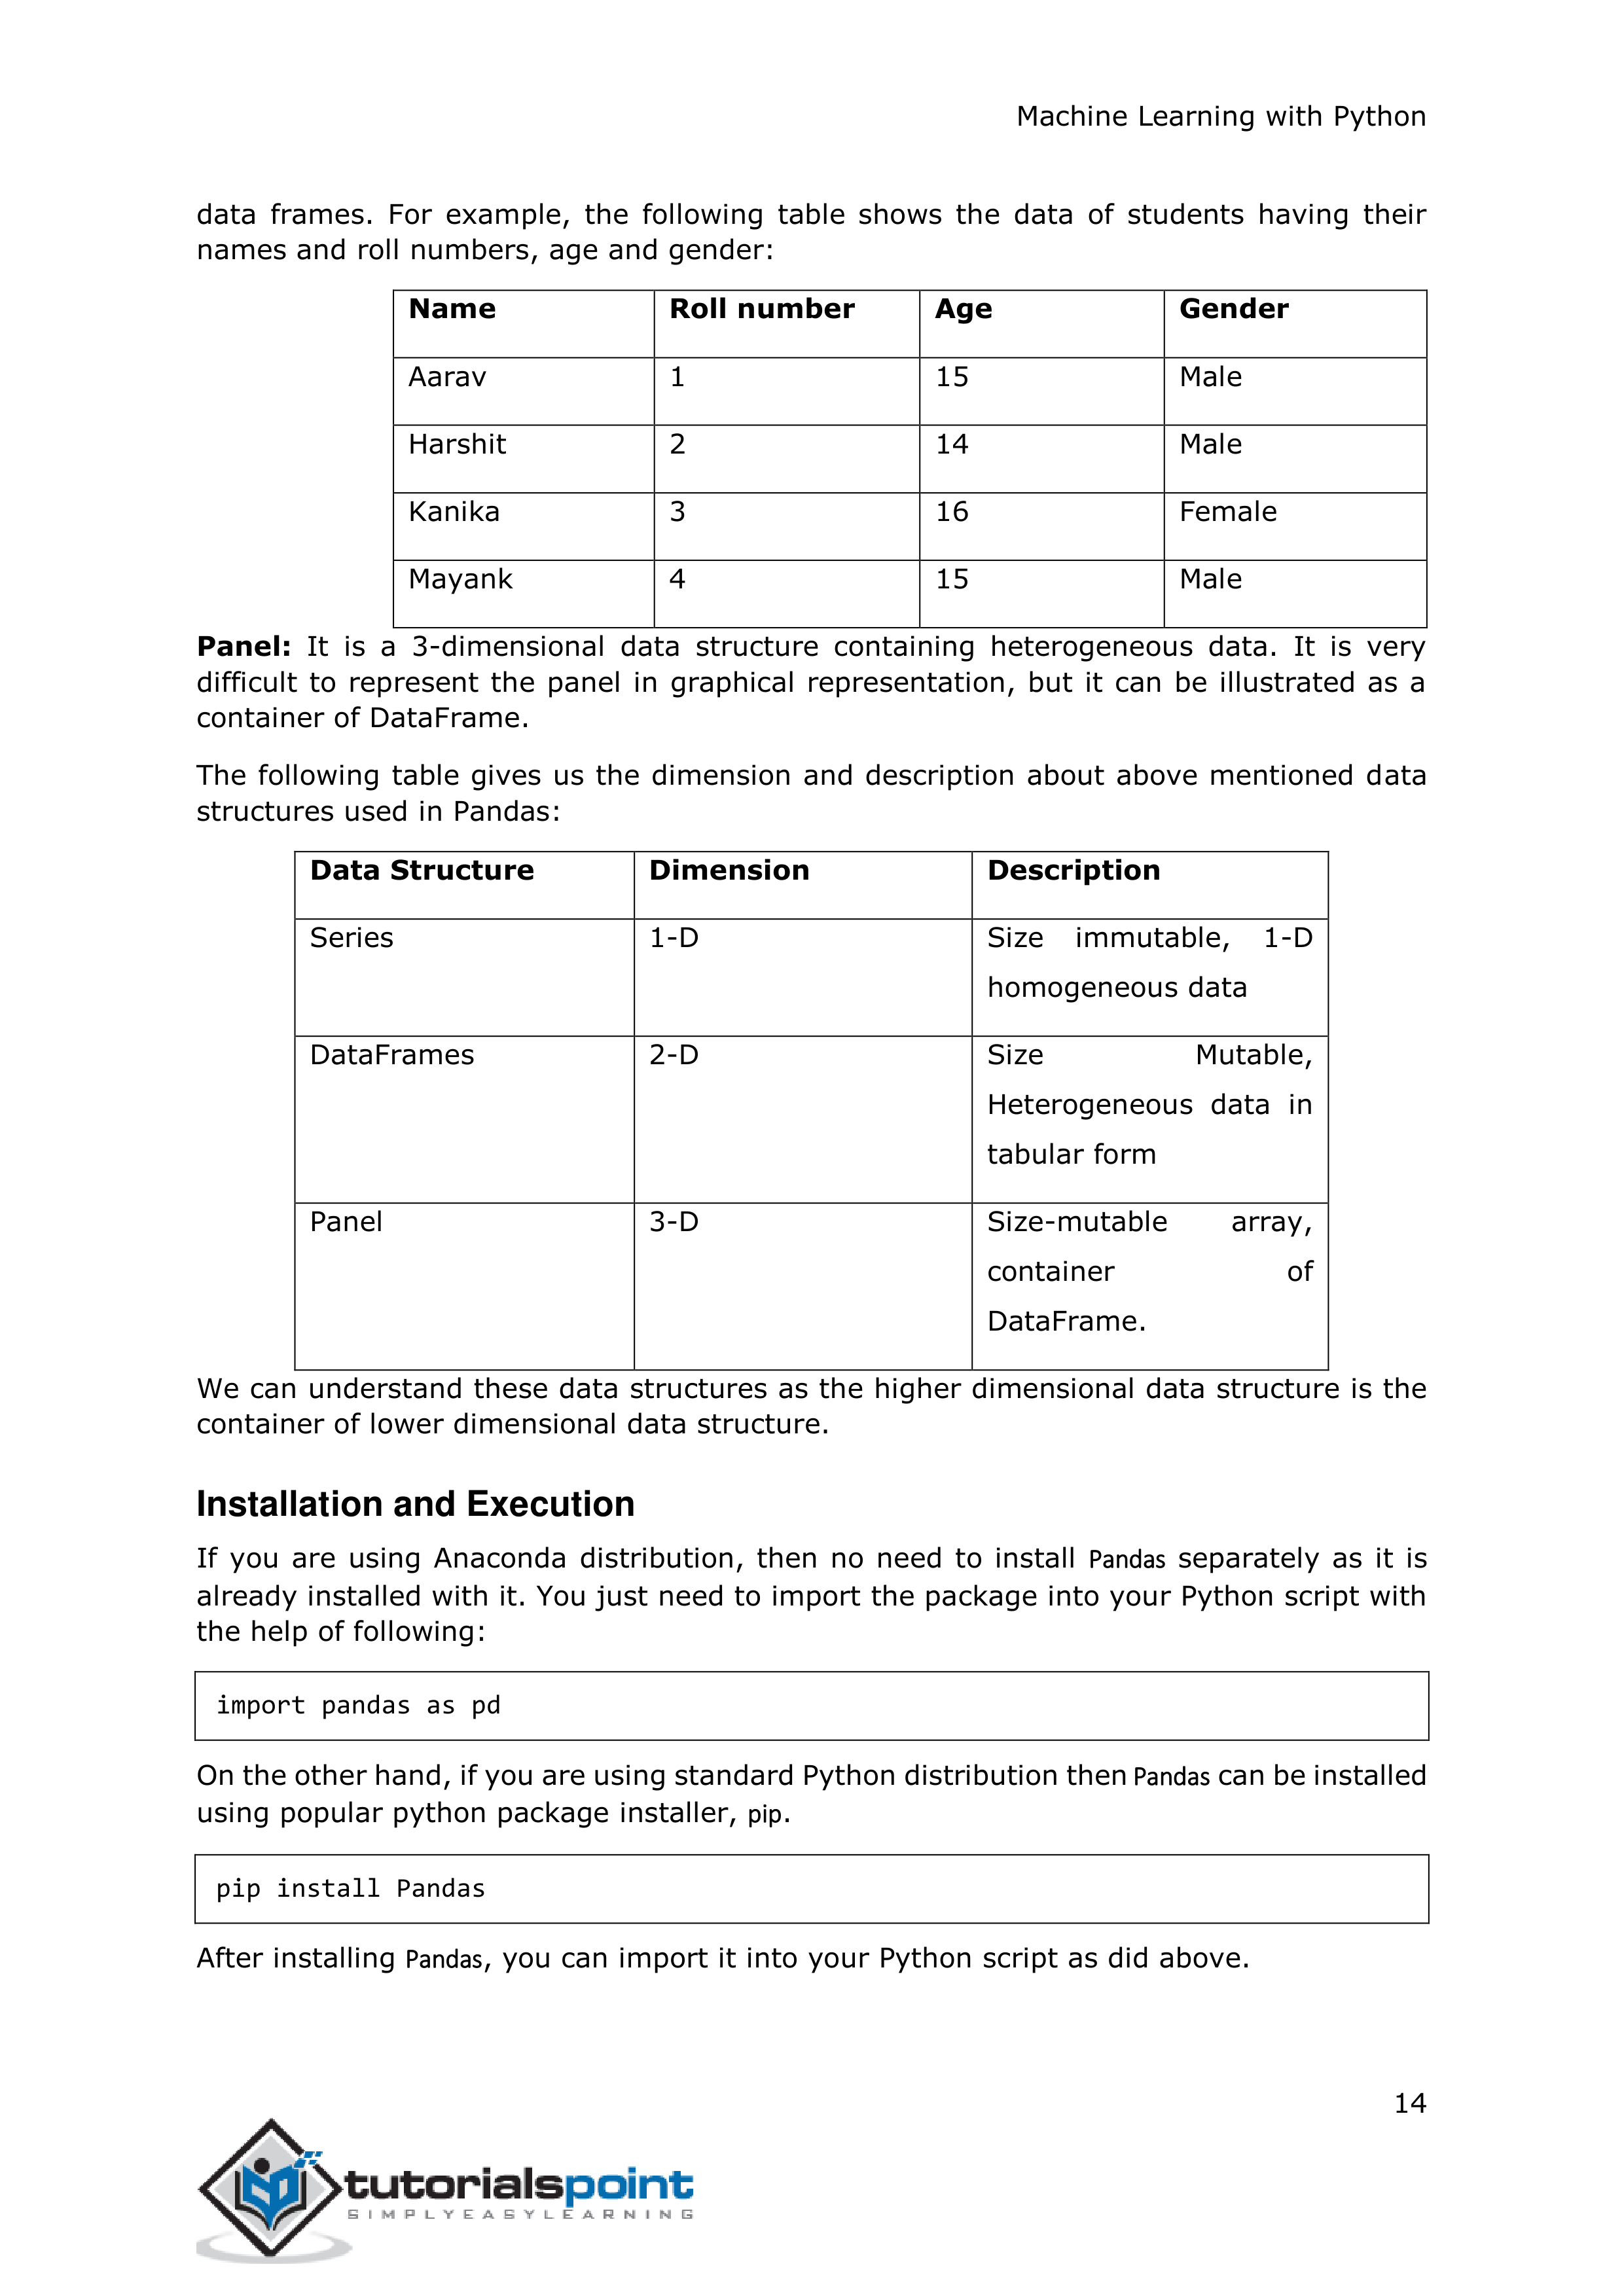 Machine Learning with Python
data frames. For example, the following table shows the data of students having their
names and roll numbers, age and gender:
Name Roll number Age Gender
Aarav 1 15 Male
Harshit 2 14 Male
Kanika 3 16 Female
Mayank 4 15 Male
Panel: It is a 3-dimensional data structure containing heterogeneous data. It is very
difficult to represent the panel in graphical representation, but it can be illustrated as a
container of DataFrame.
The following table gives us the dimension and description about above mentioned data
structures used in Pandas:
Data Structure Dimension Description
Series 1-D Size immutable, 1-D
homogeneous data
DataFrames 2-D Size Mutable,
Heterogeneous data in
tabular form
Panel 3-D Size-mutable array,
container of
DataFrame.
We can understand these data structures as the higher dimensional data structure is the
container of lower dimensional data structure.
Installation and Execution
If you are using Anaconda distribution, then no need to install Pandas separately as it is
already installed with it. You just need to import the package into your Python script with
the help of following:
import pandas as pd
On the other hand, if you are using standard Python distribution then Pandas can be installed
using popular python package installer, pip.
pip install Pandas
After installing Pandas, you can import it into your Python script as did above.
14
tutorialspoint
SIMPLYEASYLEARNING